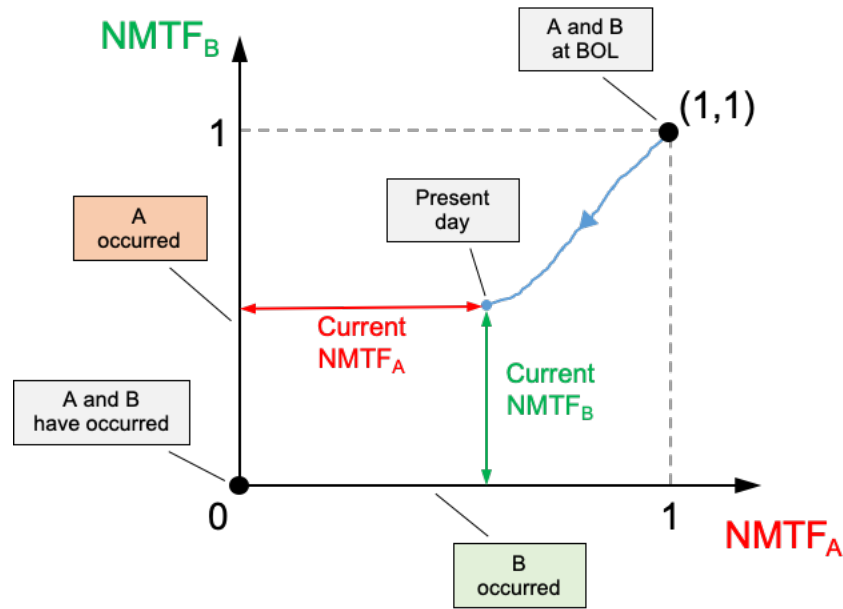 NMTF_B
A and B
at BOL
(1,1)
1
Present
day
A
occurred
Current
NMTF_A
Current
NMTF_B
A and B
have occurred
0
1
NMTF_A
B
occurred